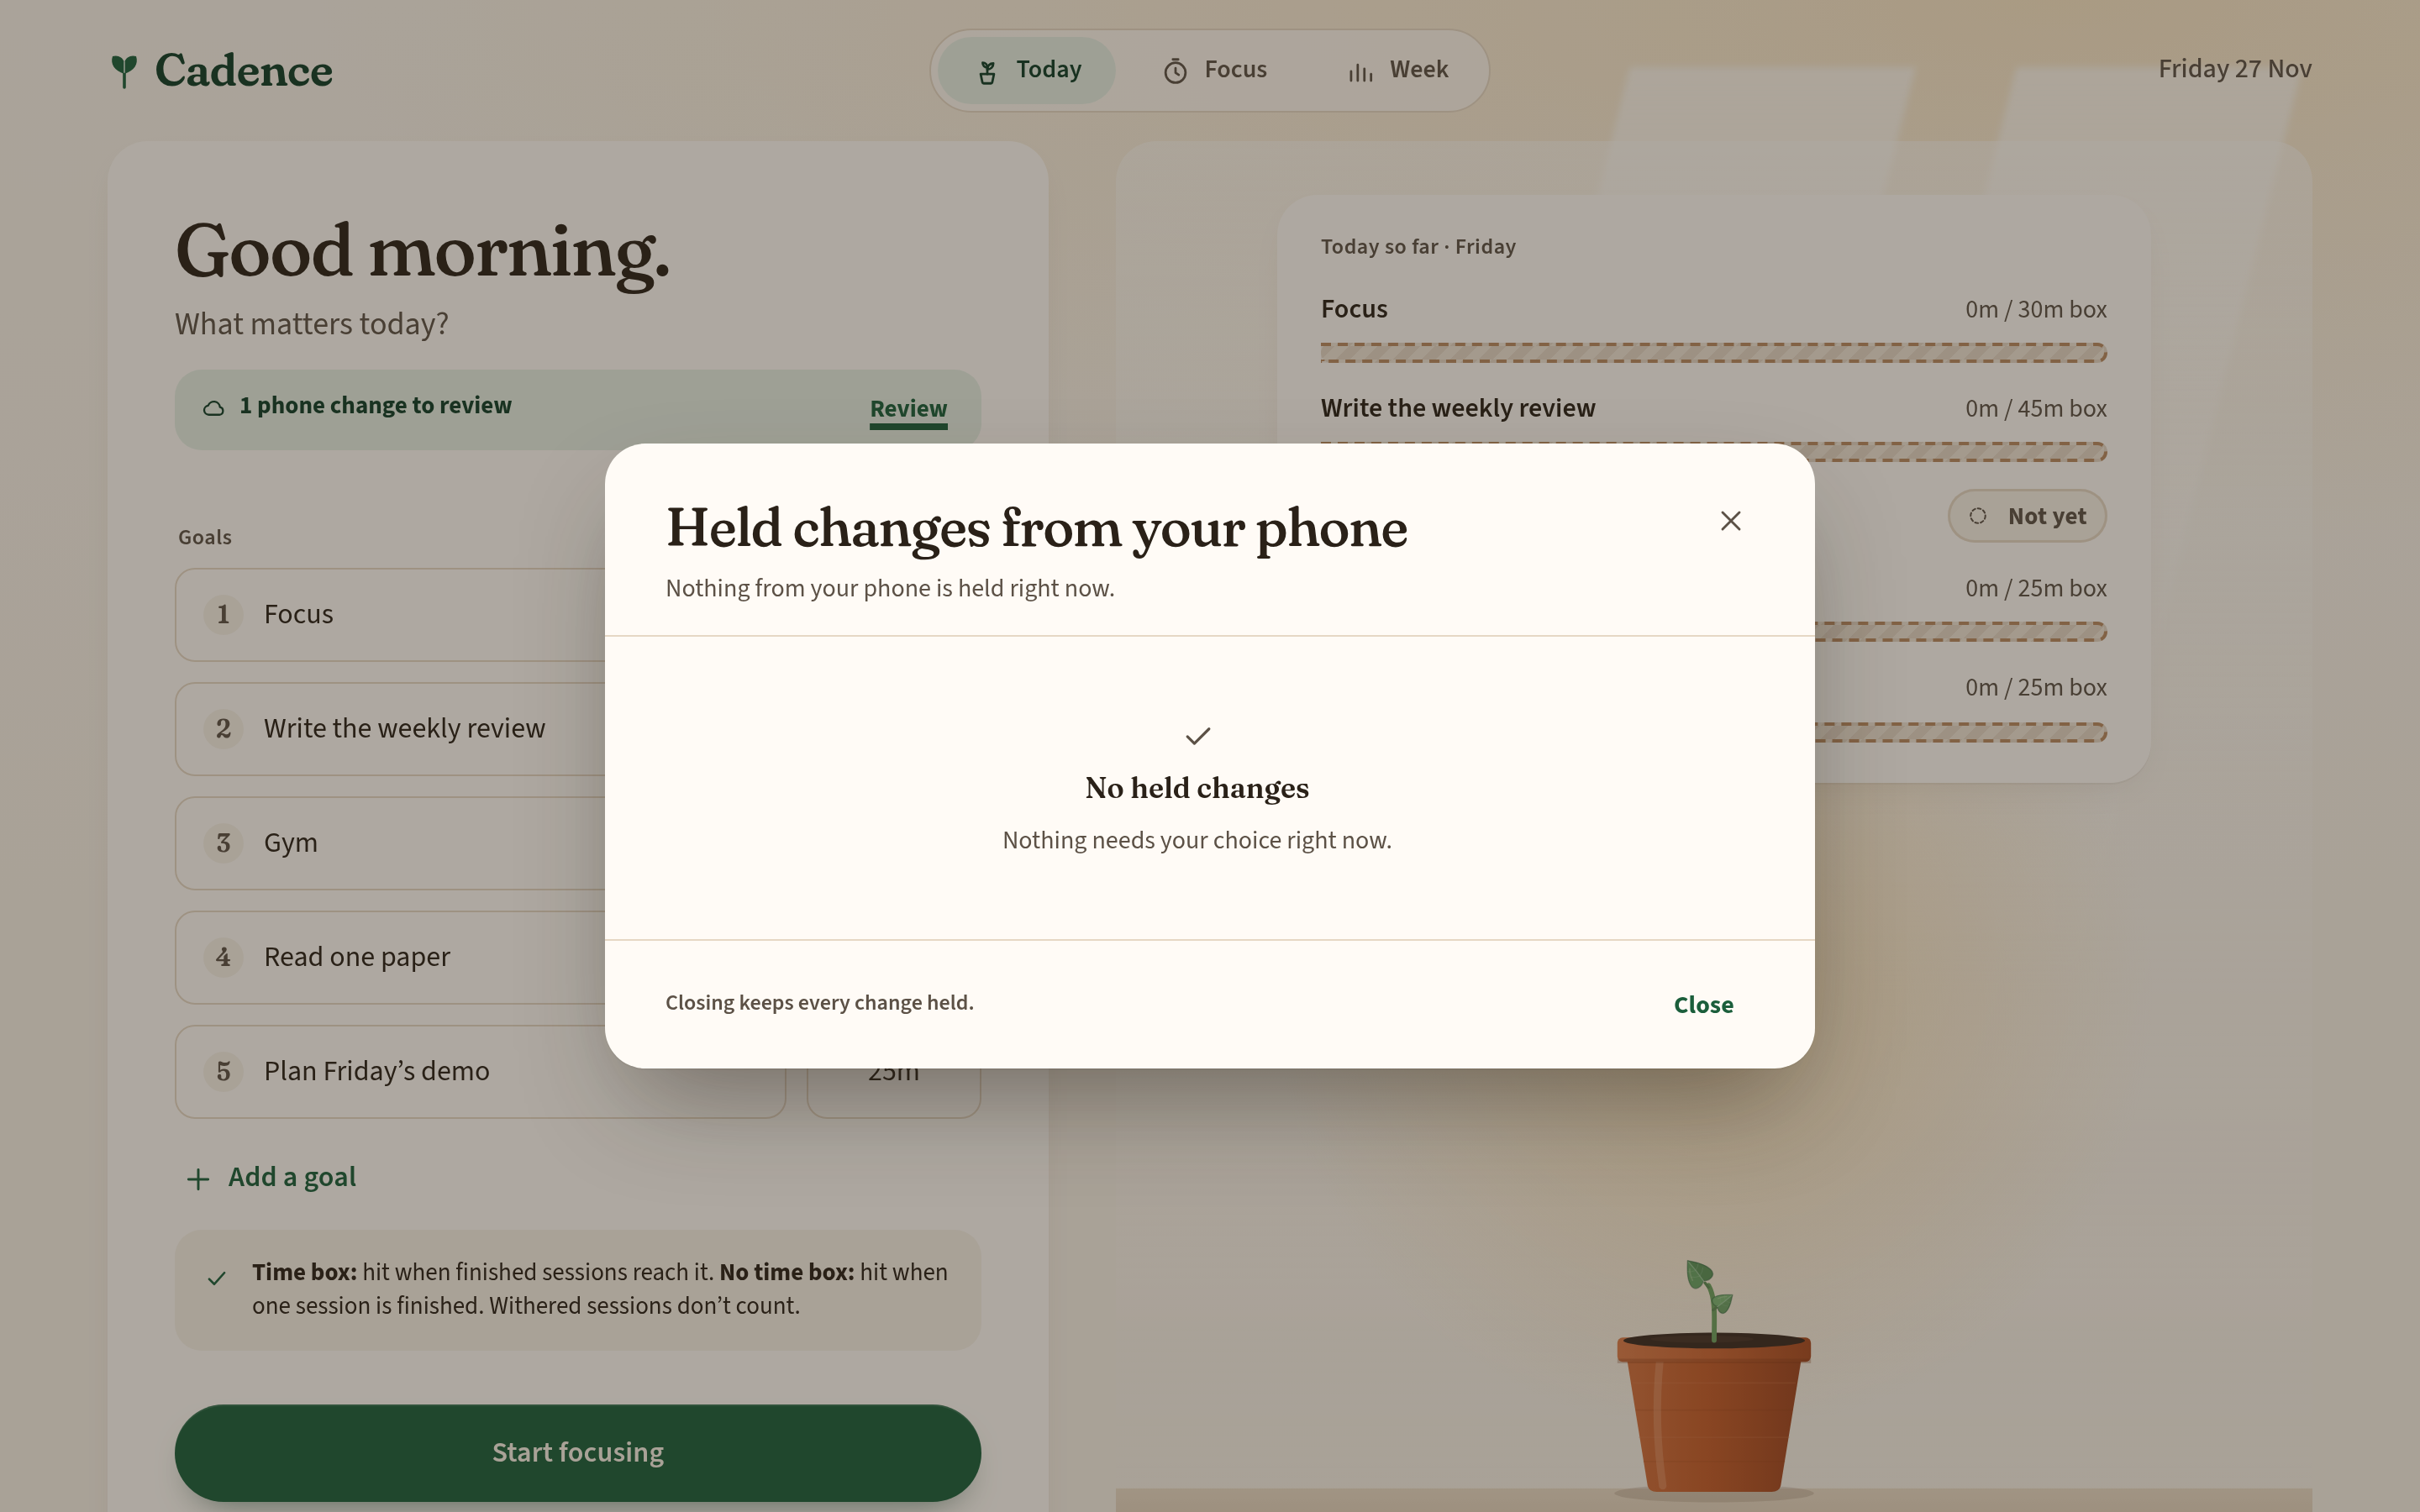 Cadence
Today
Focus
Week
Friday 27 Nov
Good morning.
What matters today?
1 phone change to review
Review
Goals
1 Focus
2 Write the weekly review
3 Gym
4 Read one paper
5 Plan Friday’s demo
25m
Add a goal
Time box: hit when finished sessions reach it. No time box: hit when
one session is finished. Withered sessions don’t count.
Start focusing
Today so far · Friday
Focus
0m / 30m box
Write the weekly review
0m / 45m box
Not yet
0m / 25m box
0m / 25m box
Held changes from your phone
Nothing from your phone is held right now.
No held changes
Nothing needs your choice right now.
Closing keeps every change held.
Close